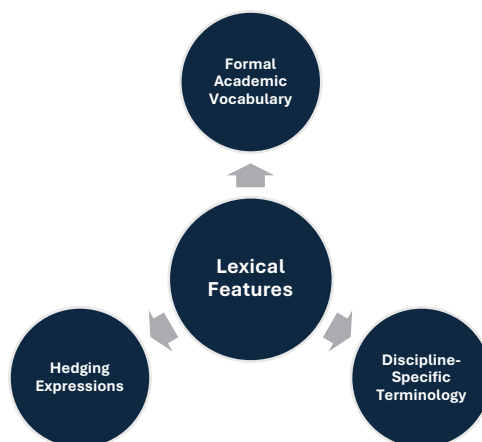 Formal
Academic
Vocabulary
Lexical
Features
Hedging
Expressions
Discipline-
Specific
Terminology